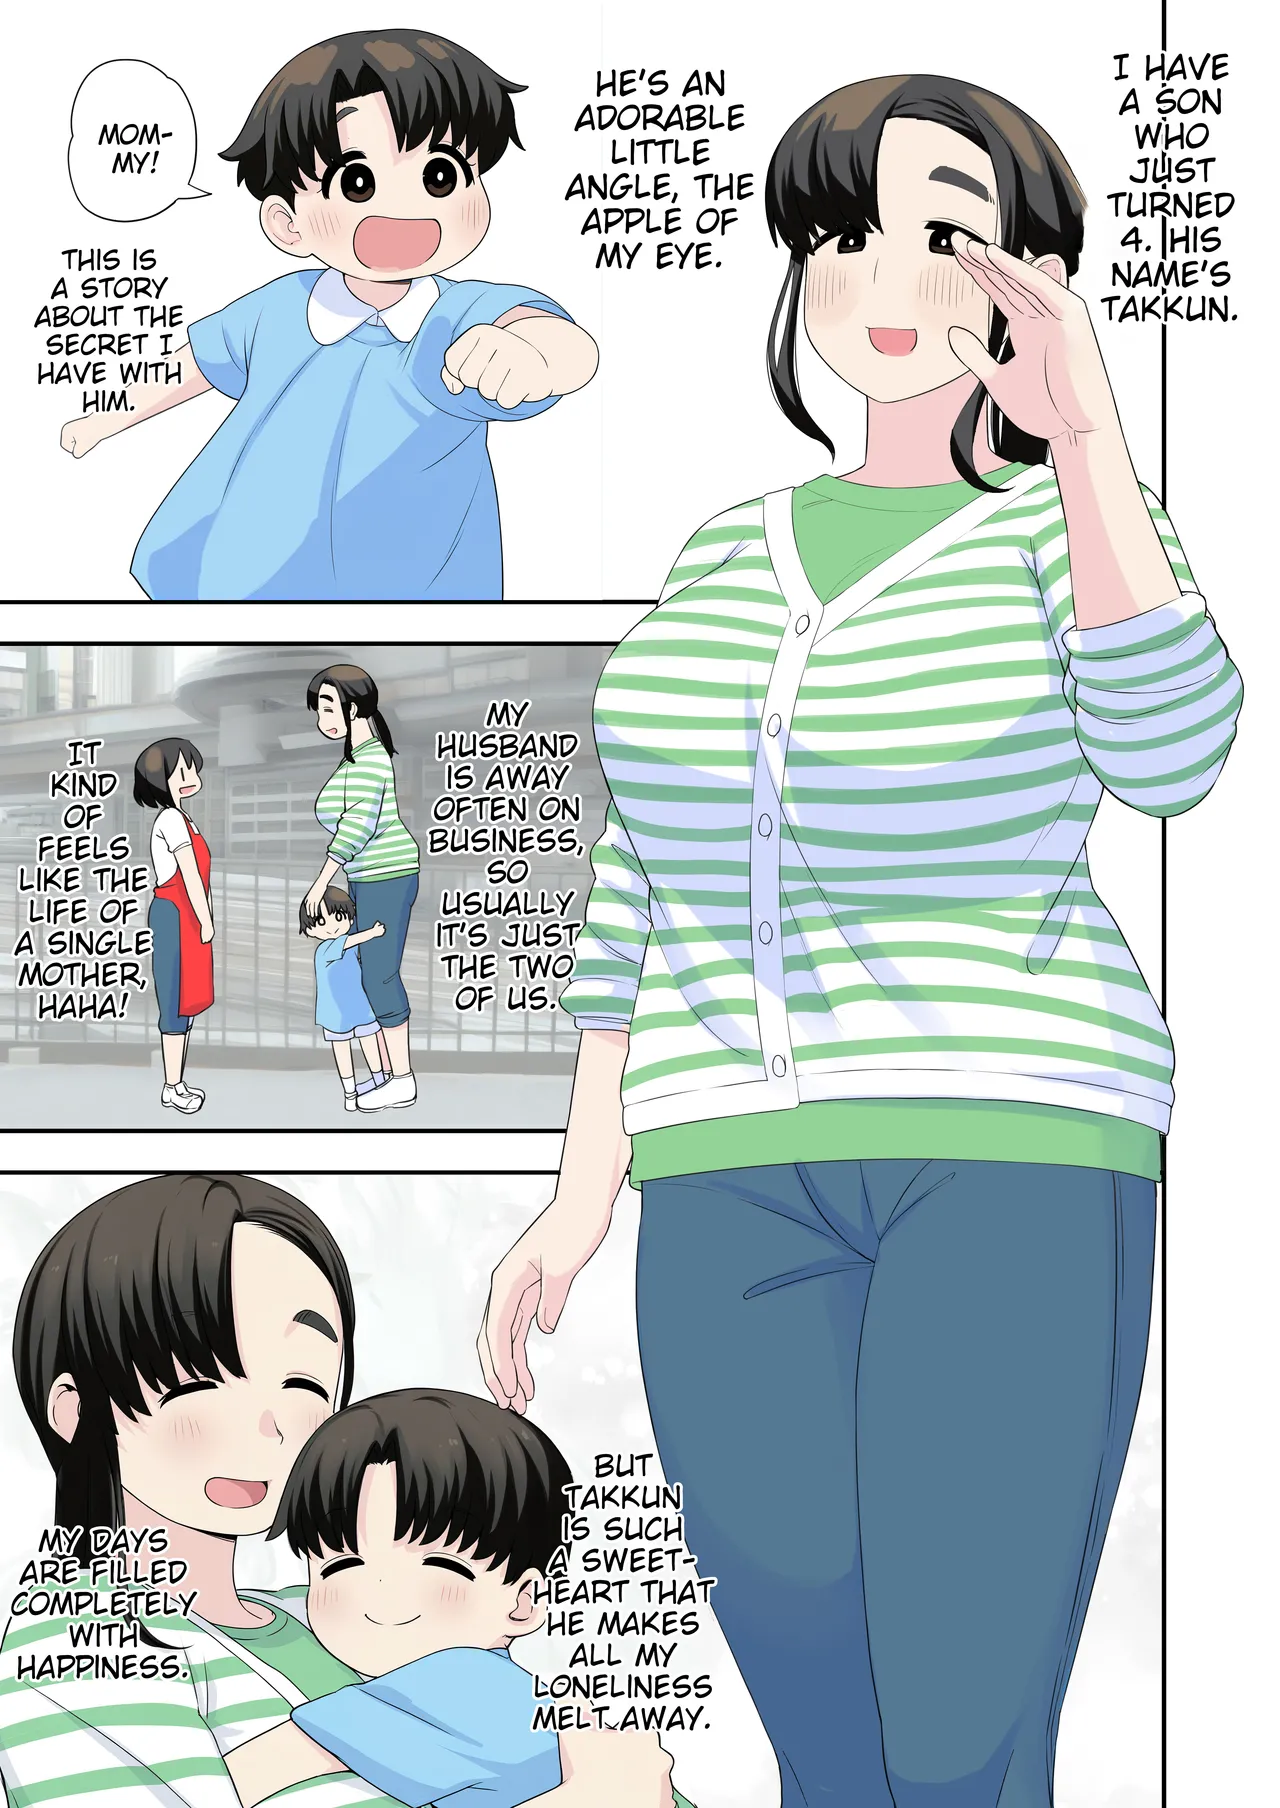 I HAVE
A SON
WHO
JUST
TURNED
4. HIS
NAME'S
TAKKUN.
HE'S AN
ADORABLE
LITTLE
ANGLE, THE
APPLE OF
MY EYE.
MOM-
MY!
THIS IS
A STORY
ABOUT THE
SECRET I
HAVE WITH
HIM.
MY
HUSBAND
IS AWAY
OFTEN ON
BUSINESS,
SO
USUALLY
IT'S JUST
THE TWO
OF US.
IT
KIND
OF
FEELS
LIKE THE
LIFE OF
A SINGLE
MOTHER,
HAHA!
BUT
TAKKUN
IS SUCH
A SWEET-
HEART THAT
HE MAKES
ALL MY
LONELINESS
MELT AWAY.
MY DAYS
ARE FILLED
COMPLETELY
WITH
HAPPINESS.